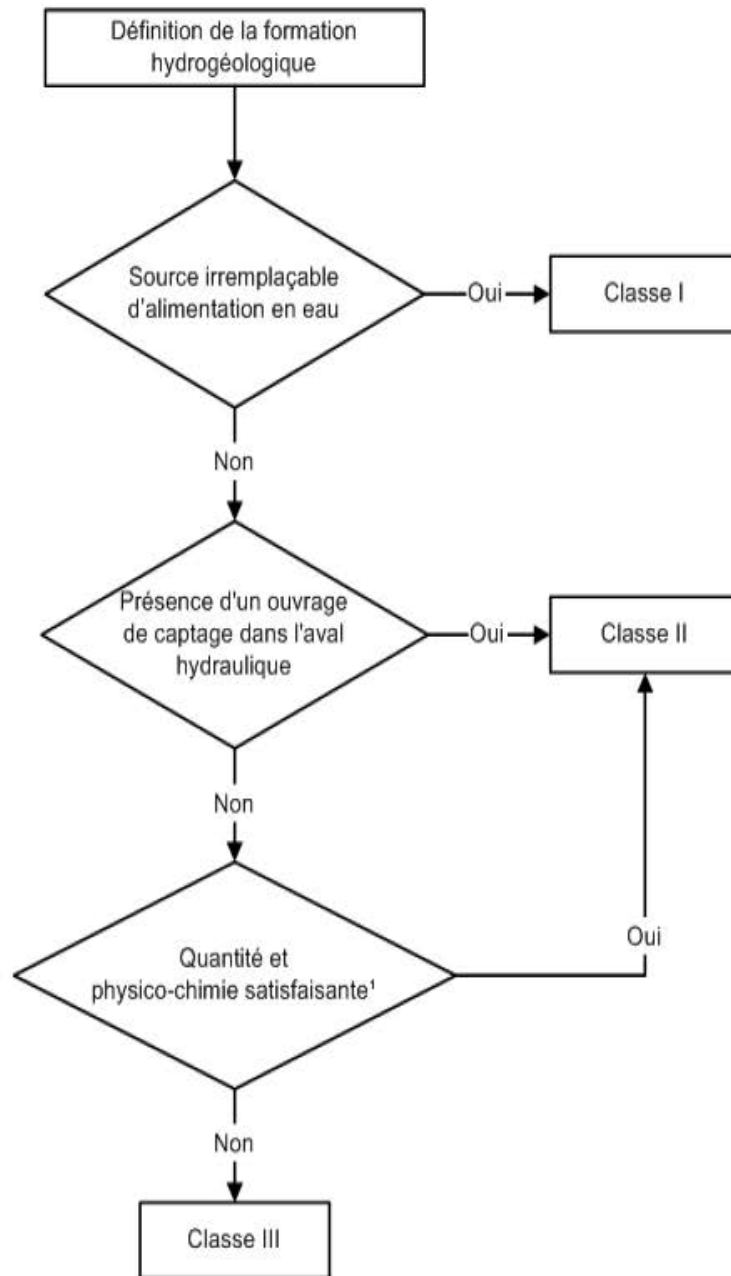 Définition de la formation
hydrogéologique
Source irremplaçable
d'alimentation en eau
Oui
Classe I
Non
Présence d'un ouvrage
de captage dans l'aval
hydraulique
Oui
Classe II
Non
Quantité et
physico-chimie satisfaisante¹
Oui
Non
Classe III